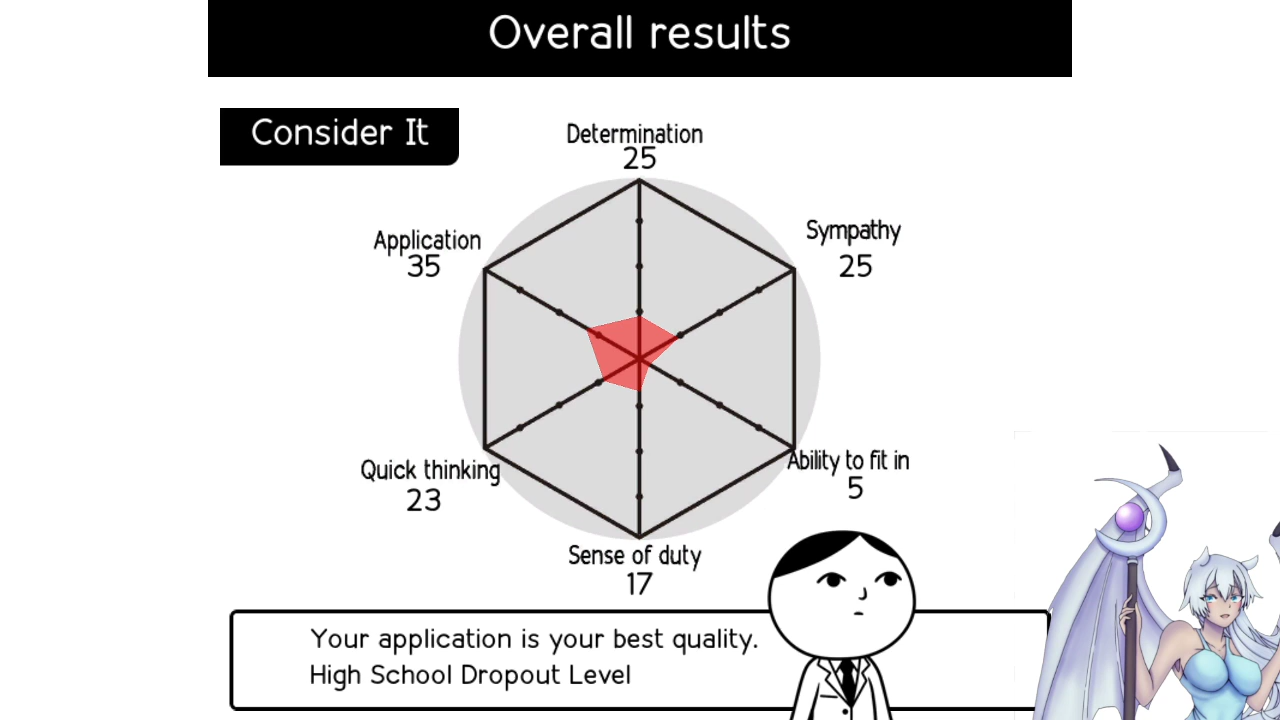 Overall results
Consider It
Determination
25
Application
35
Sympathy
25
Quick thinking
23
Ability to fit in
5
Sense of duty
17
Your application is your best quality.
High School Dropout Level